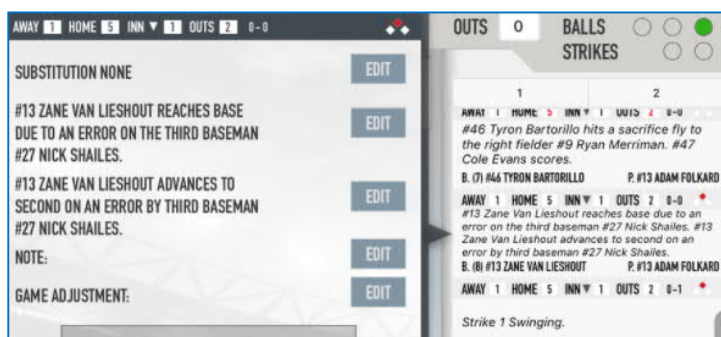 AWAY 1 HOME 5 INN ▼ 1 OUTS 2 0-0
SUBSTITUTION NONE
EDIT
#13 ZANE VAN LIESHOUT REACHES BASE
DUE TO AN ERROR ON THE THIRD BASEMAN
#27 NICK SHAILES.
EDIT
#13 ZANE VAN LIESHOUT ADVANCES TO
SECOND ON AN ERROR BY THIRD BASEMAN
#27 NICK SHAILES.
EDIT
NOTE:
EDIT
GAME ADJUSTMENT:
EDIT
OUTS 0 BALLS
STRIKES
1 2
AWAY 1 HOME 5 INN ▼ 1 OUTS 2 0-0
#46 Tyron Bartorillo hits a sacrifice fly to
the right fielder #9 Ryan Merriman. #47
Cole Evans scores.
B. (7) #46 TYRON BARTORILLO P. #13 ADAM FOLKARD
AWAY 1 HOME 5 INN ▼ 1 OUTS 2 0-0
#13 Zane Van Lieshout reaches base due to an
error on the third baseman #27 Nick Shailes. #13
Zane Van Lieshout advances to second on an
error by third baseman #27 Nick Shailes.
B. (8) #13 ZANE VAN LIESHOUT P. #13 ADAM FOLKARD
AWAY 1 HOME 5 INN ▼ 1 OUTS 2 0-1
Strike 1 Swinging.